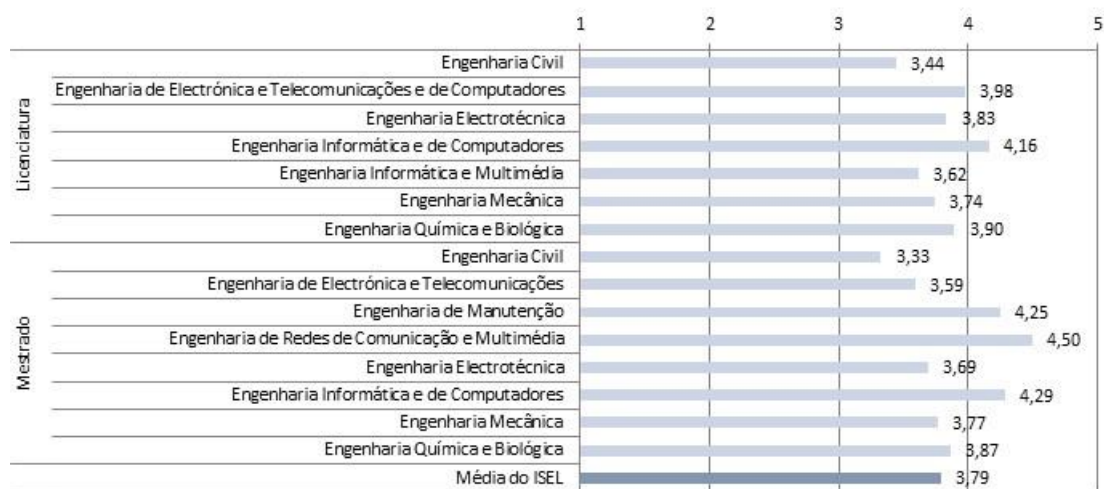 1 2 3 4 5
Licenciatura
Engenharia Civil 3,44
Engenharia de Electrónica e Telecomunicações e de Computadores 3,98
Engenharia Electrotécnica 3,83
Engenharia Informática e de Computadores 4,16
Engenharia Informática e Multimédia 3,62
Engenharia Mecânica 3,74
Engenharia Química e Biológica 3,90
Mestrado
Engenharia Civil 3,33
Engenharia de Electrónica e Telecomunicações 3,59
Engenharia de Manutenção 4,25
Engenharia de Redes de Comunicação e Multimédia 4,50
Engenharia Electrotécnica 3,69
Engenharia Informática e de Computadores 4,29
Engenharia Mecânica 3,77
Engenharia Química e Biológica 3,87
Média do ISEL 3,79